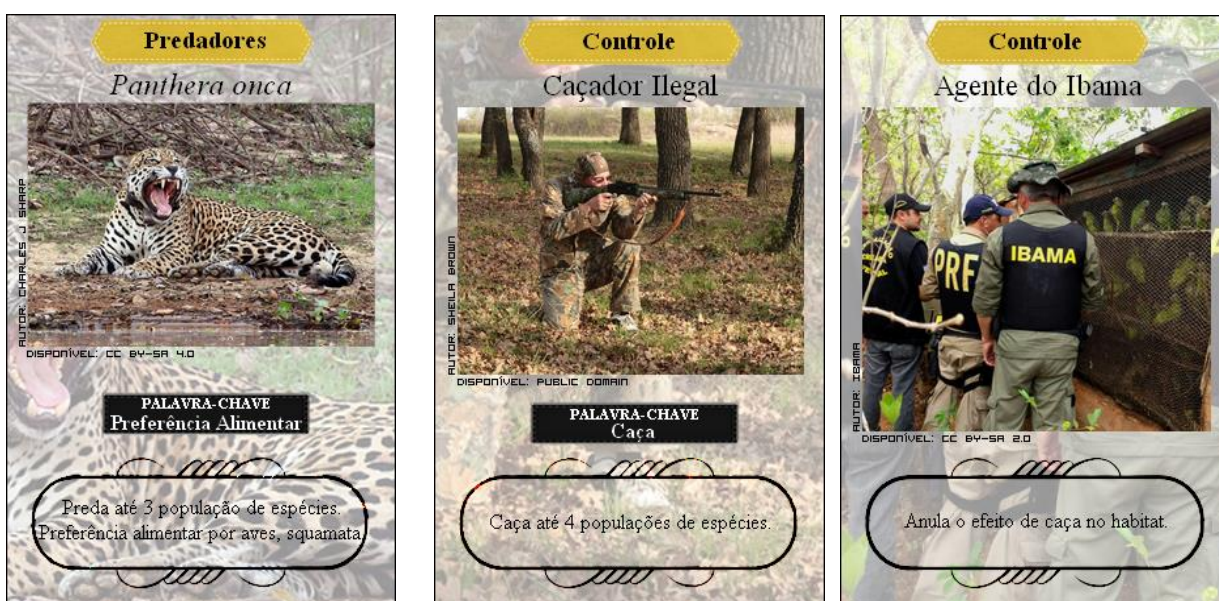 Predadores
Panthera onca
AUTOR: CHARLES J SHARP
DISPONÍVEL: CC BY-SA 4.0
PALAVRA-CHAVE
Preferência Alimentar
Preda até 3 população de espécies.
Preferência alimentar por aves, squamata
Controle
Caçador Ilegal
AUTOR: SHEILA BROWN
DISPONÍVEL: PUBLIC DOMAIN
PALAVRA-CHAVE
Caça
Caça até 4 populações de espécies.
Controle
Agente do Ibama
PRF
IBAMA
AUTOR: IBAMA
DISPONÍVEL: CC BY-SA 2.0
Anula o efeito de caça no habitat.